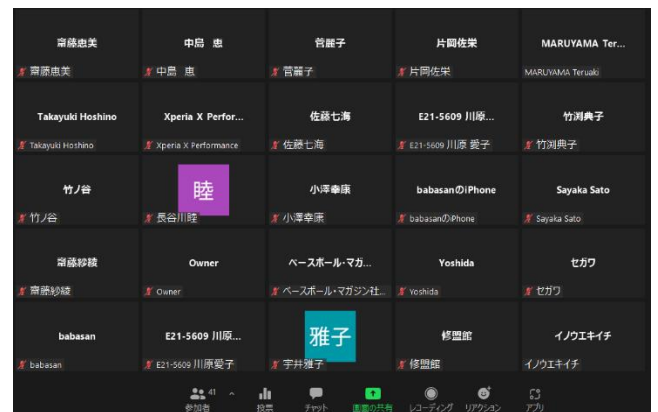 齋藤恵美 中島 恵 菅麗子 片岡佐栄 MARUYAMA Ter...
齋藤恵美 中島 恵 菅麗子 片岡佐栄 MARUYAMA Teruaki
Takayuki Hoshino Xperia X Perfor... 佐藤七海 E21-5609 川原... 竹渕典子
Takayuki Hoshino Xperia X Performance 佐藤七海 E21-5609 川原 愛子 竹渕典子
竹ノ谷 睦 小澤幸康 babasanのiPhone Sayaka Sato
竹ノ谷 長谷川睦 小澤幸康 babasanのiPhone Sayaka Sato
齋藤紗綾 Owner ベースボール・マガ... Yoshida セガワ
齋藤紗綾 Owner ベースボール・マガジン社... Yoshida セガワ
babasan E21-5609 川原... 雅子 修盟館 イノウエキイチ
babasan E21-5609 川原愛子 宇井雅子 修盟館 イノウエキイチ
41
参加者 投票 チャット 画面の共有 レコーディング リアクション アプリ